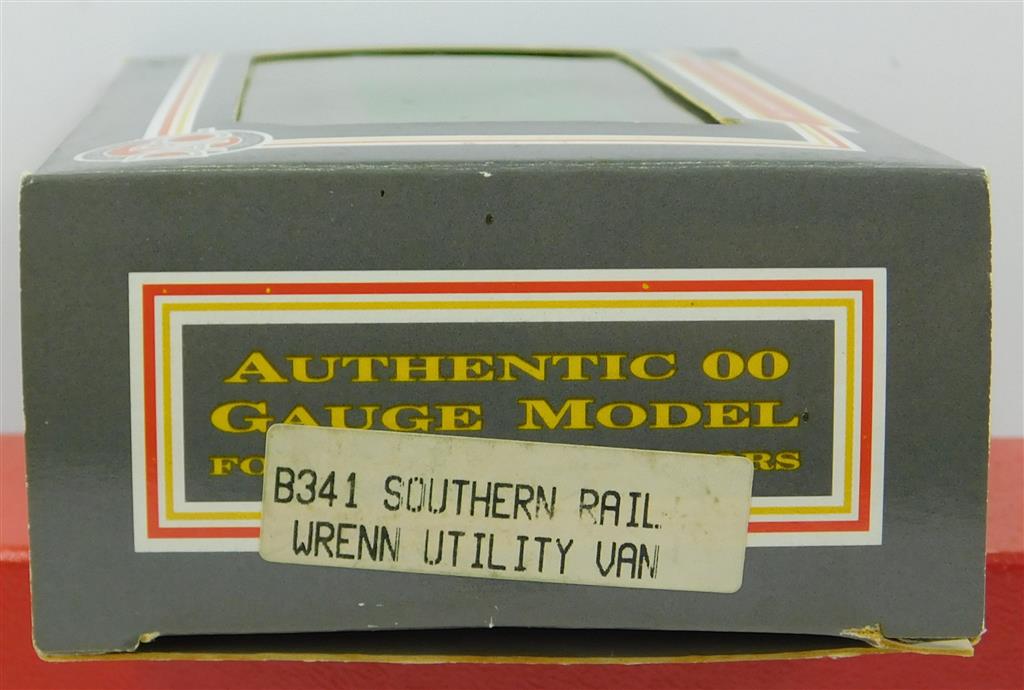 AUTHENTIC 00
GAUGE MODEL
B341 SOUTHERN RAIL
WRENN UTILITY VAN